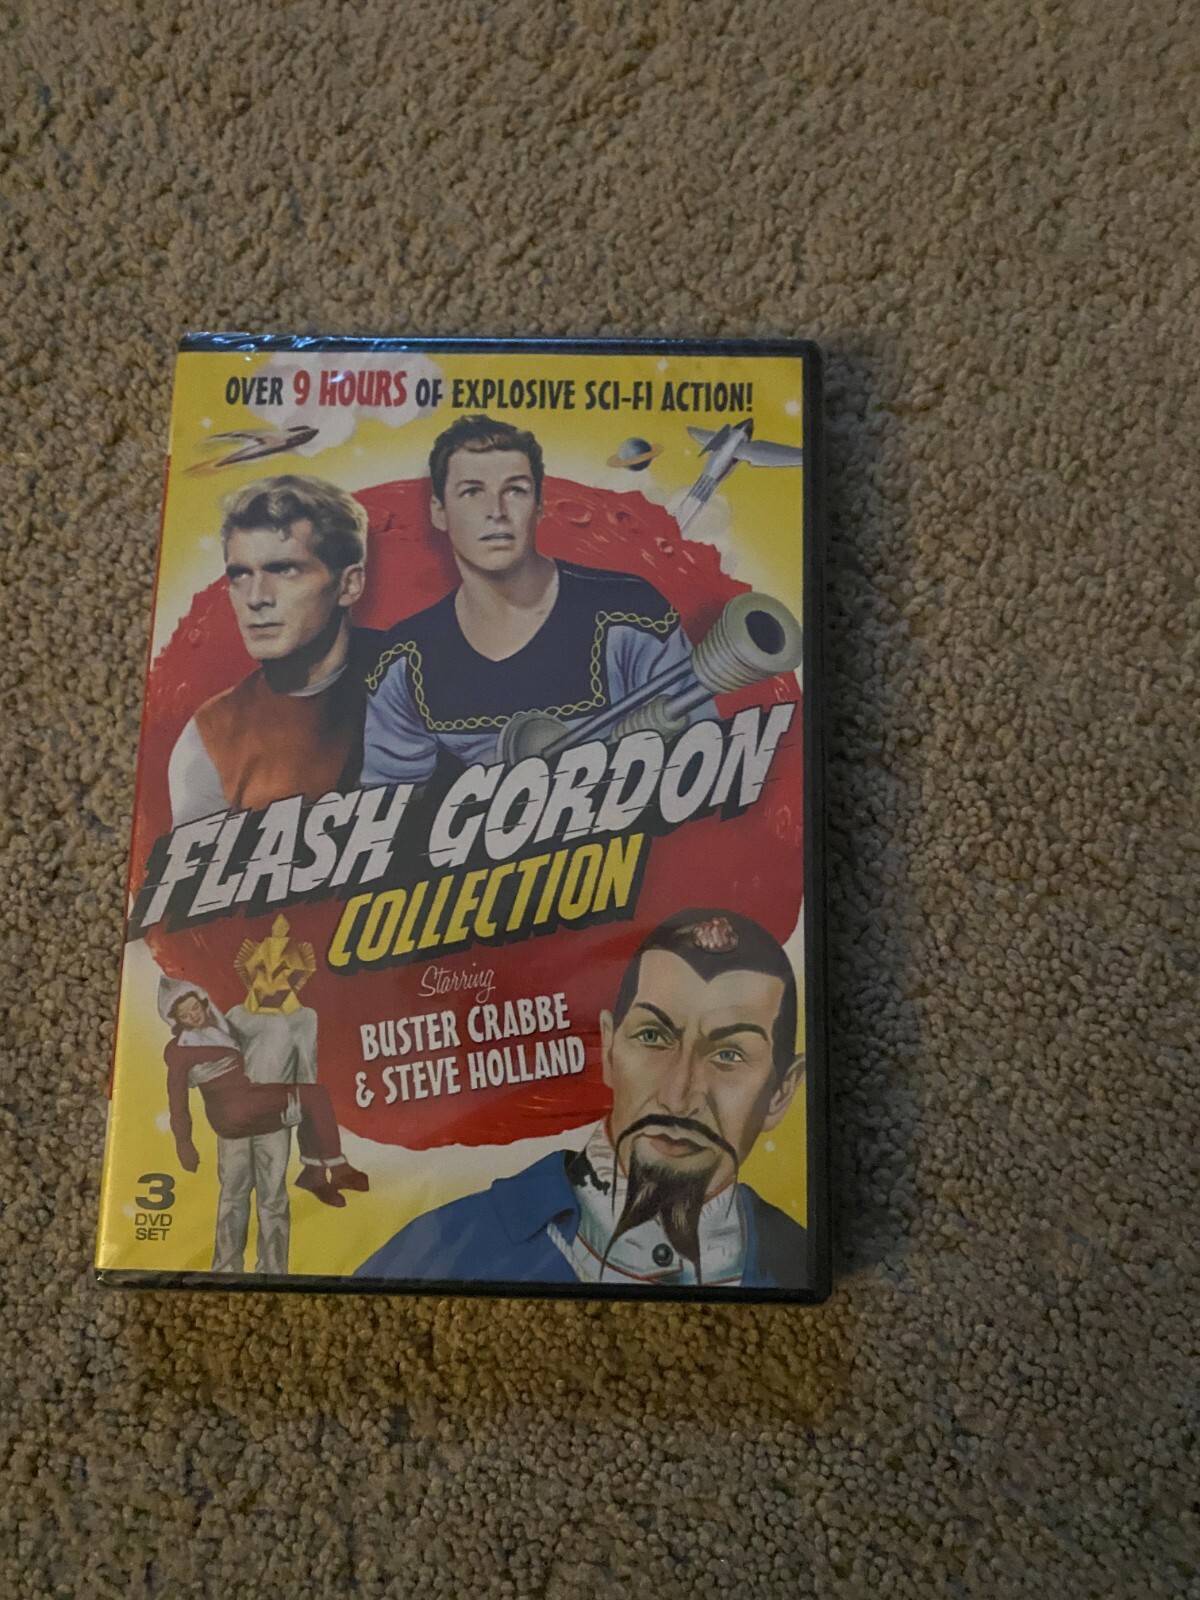 OVER 9 HOURS OF EXPLOSIVE SCI-FI ACTION!
FLASH GORDON
COLLECTION
Starring
BUSTER CRABBE
& STEVE HOLLAND
3
DVD
SET